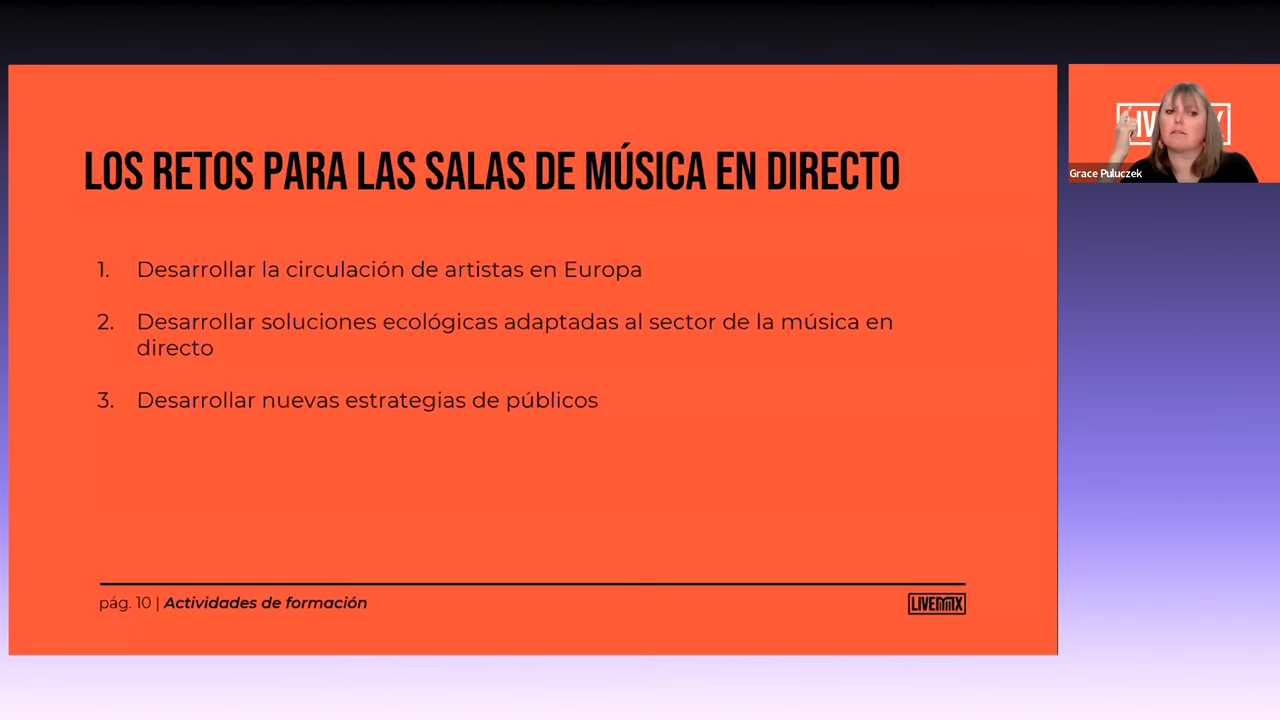 LOS RETOS PARA LAS SALAS DE MÚSICA EN DIRECTO
1. Desarrollar la circulación de artistas en Europa
2. Desarrollar soluciones ecológicas adaptadas al sector de la música en
directo
3. Desarrollar nuevas estrategias de públicos
pág. 10 | Actividades de formación
LIVEMX
Grace Puluczek